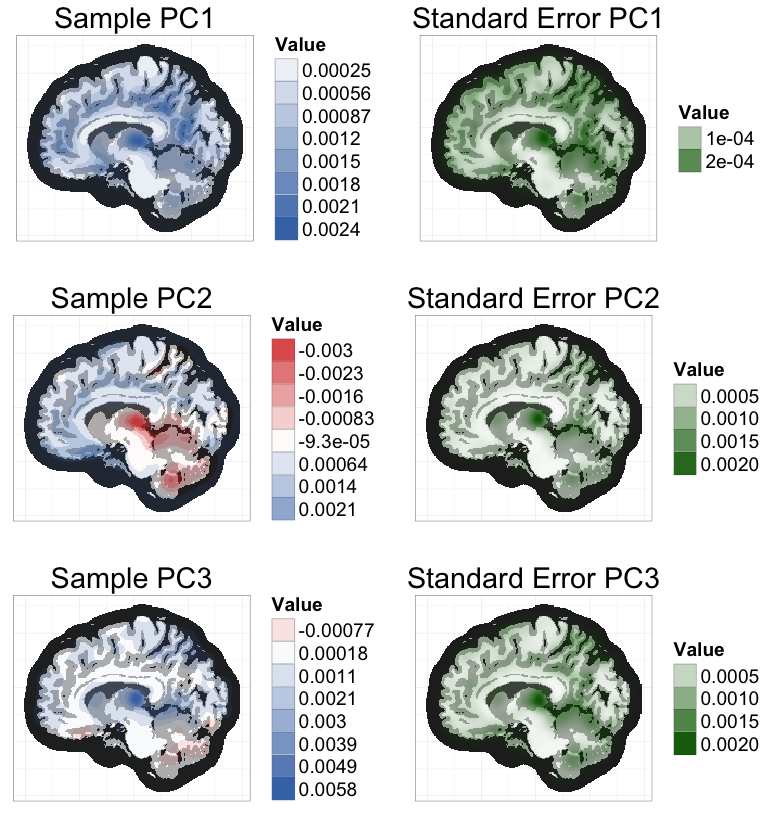 Sample PC1
Value
0.00025
0.00056
0.00087
0.0012
0.0015
0.0018
0.0021
0.0024
Standard Error PC1
Value
1e-04
2e-04
Sample PC2
Value
-0.003
-0.0023
-0.0016
-0.00083
-9.3e-05
0.00064
0.0014
0.0021
Standard Error PC2
Value
0.0005
0.0010
0.0015
0.0020
Sample PC3
Value
-0.00077
0.00018
0.0011
0.0021
0.003
0.0039
0.0049
0.0058
Standard Error PC3
Value
0.0005
0.0010
0.0015
0.0020